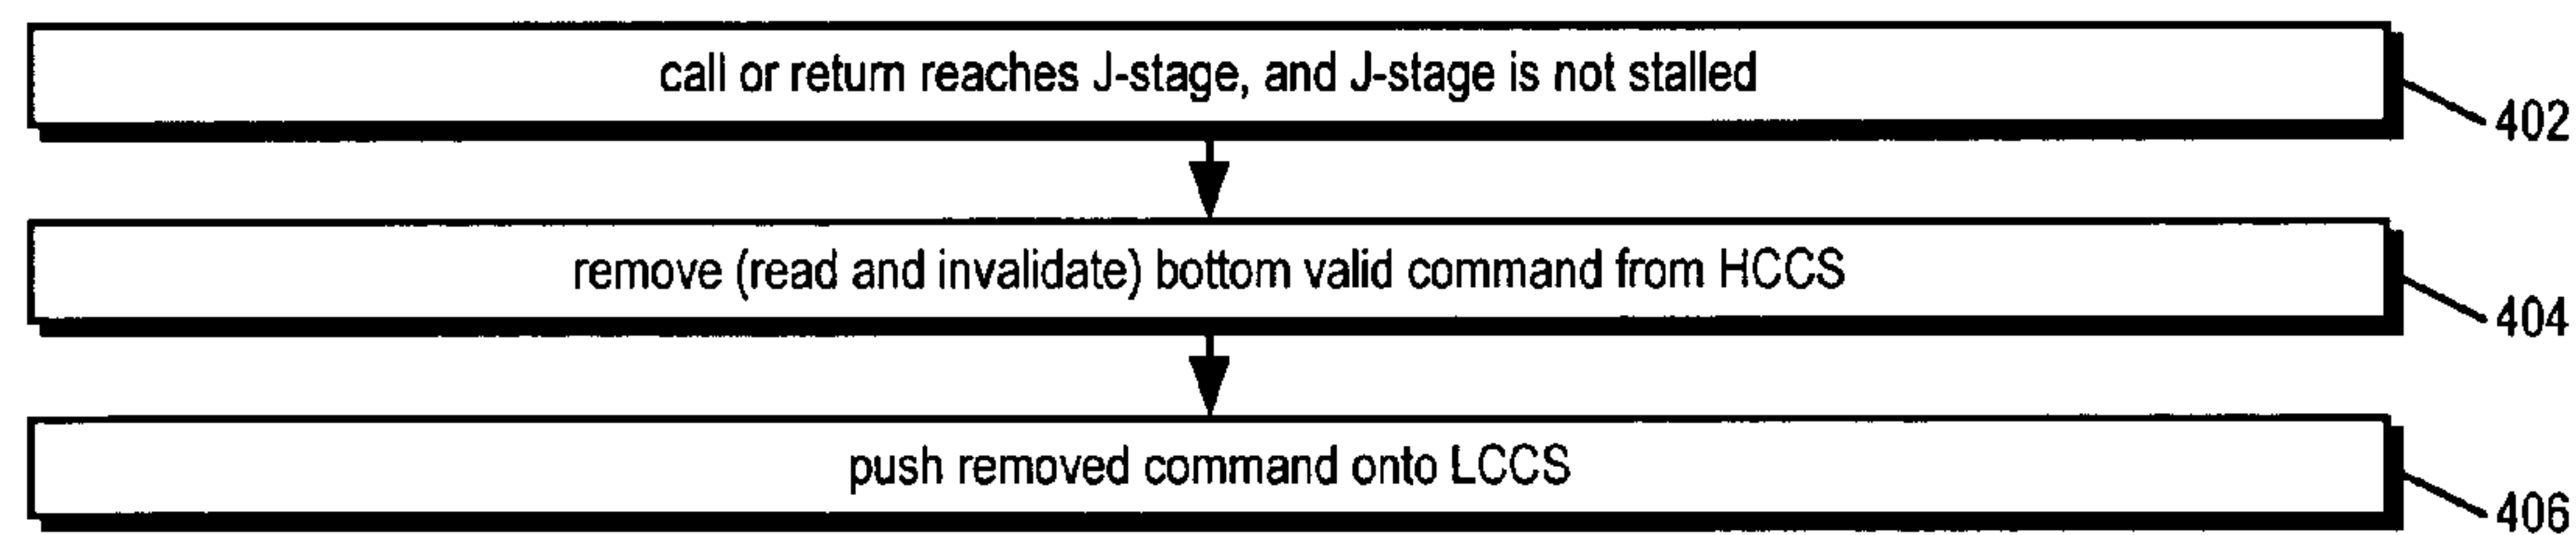 call or return reaches J-stage, and J-stage is not stalled
402
remove (read and invalidate) bottom valid command from HCCS
404
push removed command onto LCCS
406